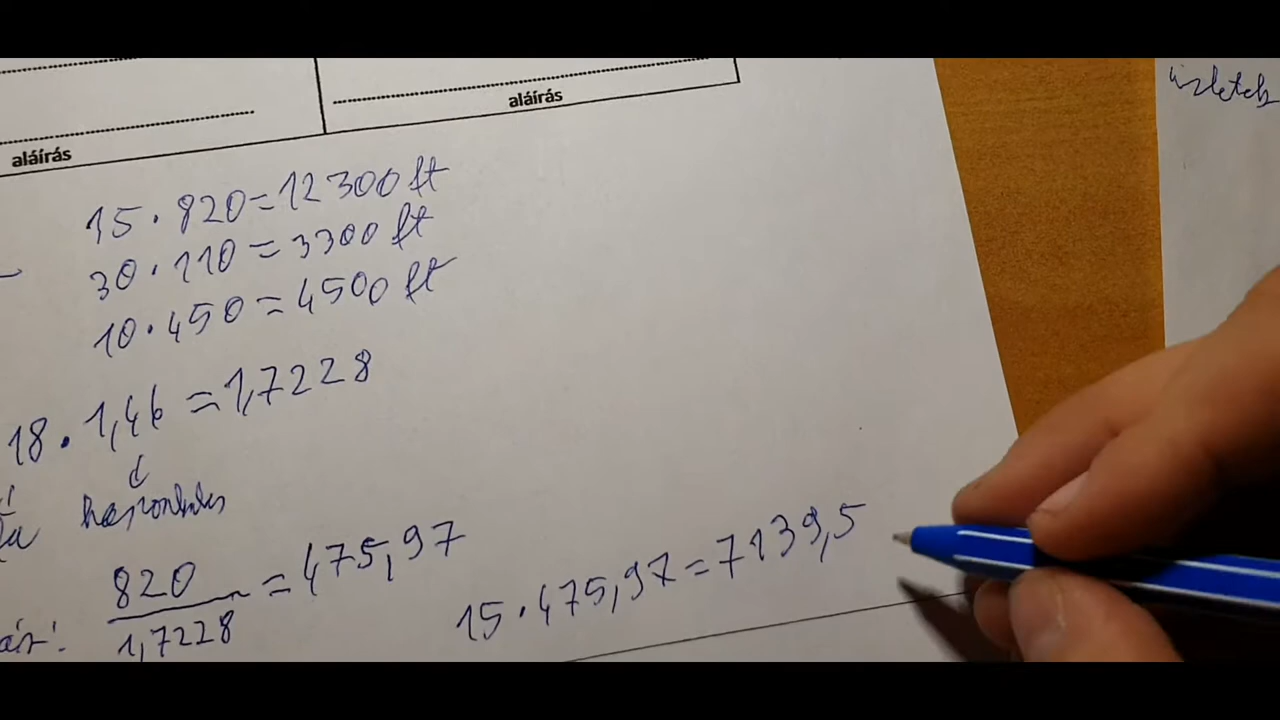 üzletek
aláírás
aláírás
15 · 820 = 12300 ft
30 · 110 = 3300 ft
10 · 450 = 4500 ft
18 · 1,46 = 1,7228
820
1,7228
= 475,97
15 · 475,97 = 7139,5